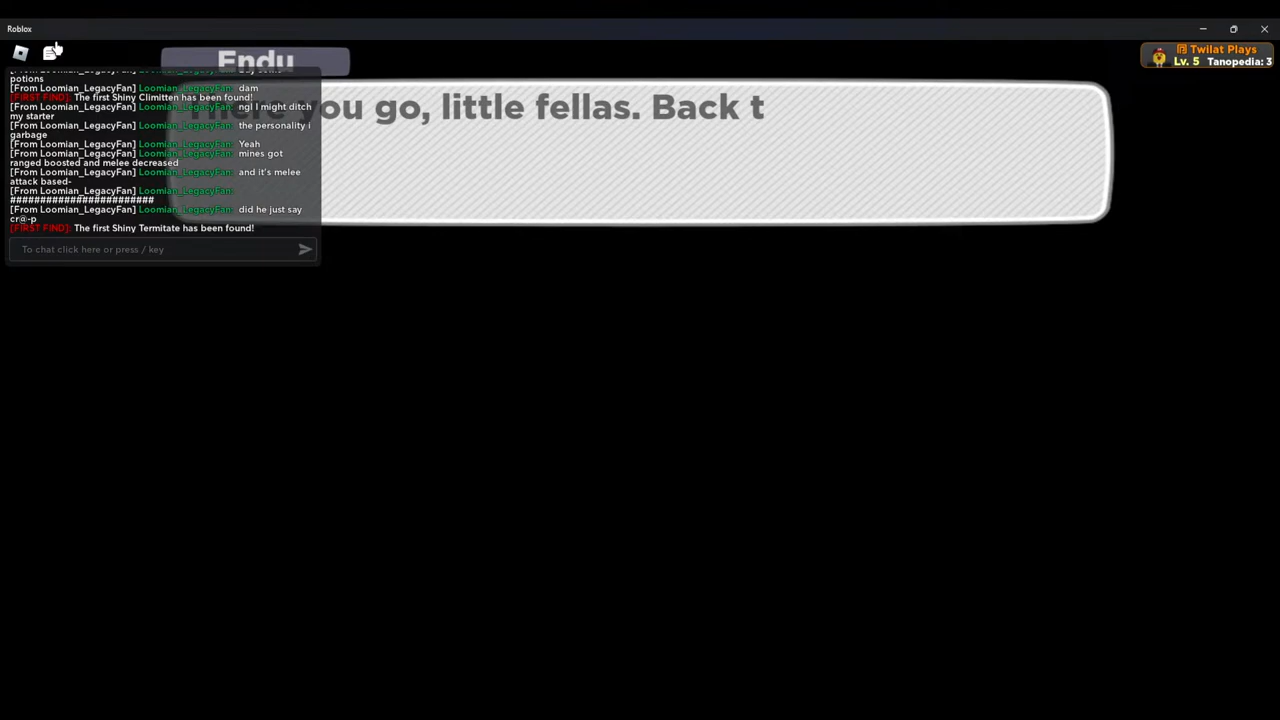 Roblox
Endu
Twilat Plays
Lv. 5 Tanopedia: 3
There you go, little fellas. Back t
potions
[From Loomian_LegacyFan] Loomian_LegacyFan: dam
[FIRST FIND]: The first Shiny Climitten has been found!
[From Loomian_LegacyFan] Loomian_LegacyFan: ngl I might ditch
my starter
[From Loomian_LegacyFan] Loomian_LegacyFan: the personality i
garbage
[From Loomian_LegacyFan] Loomian_LegacyFan: Yeah
[From Loomian_LegacyFan] Loomian_LegacyFan: mines got
ranged boosted and melee decreased
[From Loomian_LegacyFan] Loomian_LegacyFan: and it's melee
attack based-
[From Loomian_LegacyFan] Loomian_LegacyFan:
########################
[From Loomian_LegacyFan] Loomian_LegacyFan: did he just say
cr@-p
[FIRST FIND]: The first Shiny Termitate has been found!
To chat click here or press / key